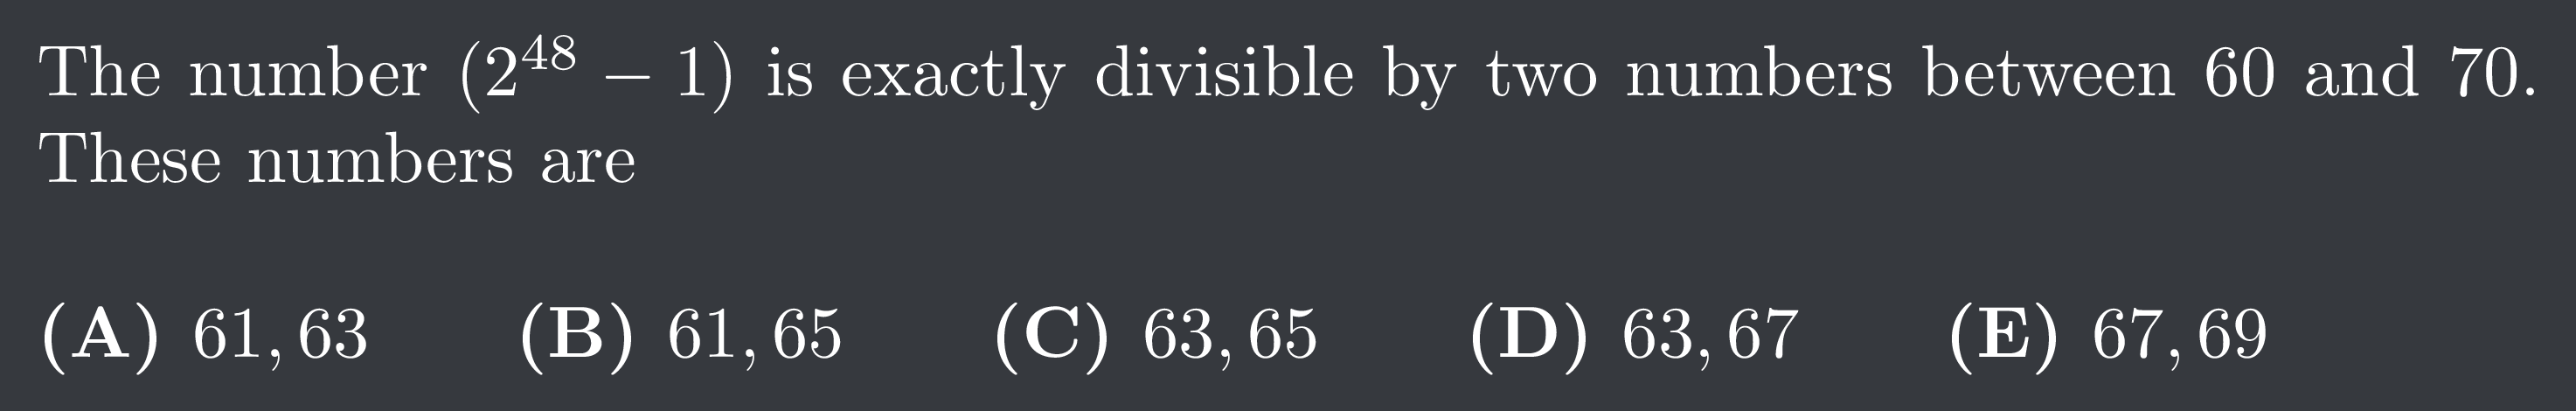 The number (2^48 − 1) is exactly divisible by two numbers between 60 and 70.
These numbers are
(A) 61, 63 (B) 61, 65 (C) 63, 65 (D) 63, 67 (E) 67, 69